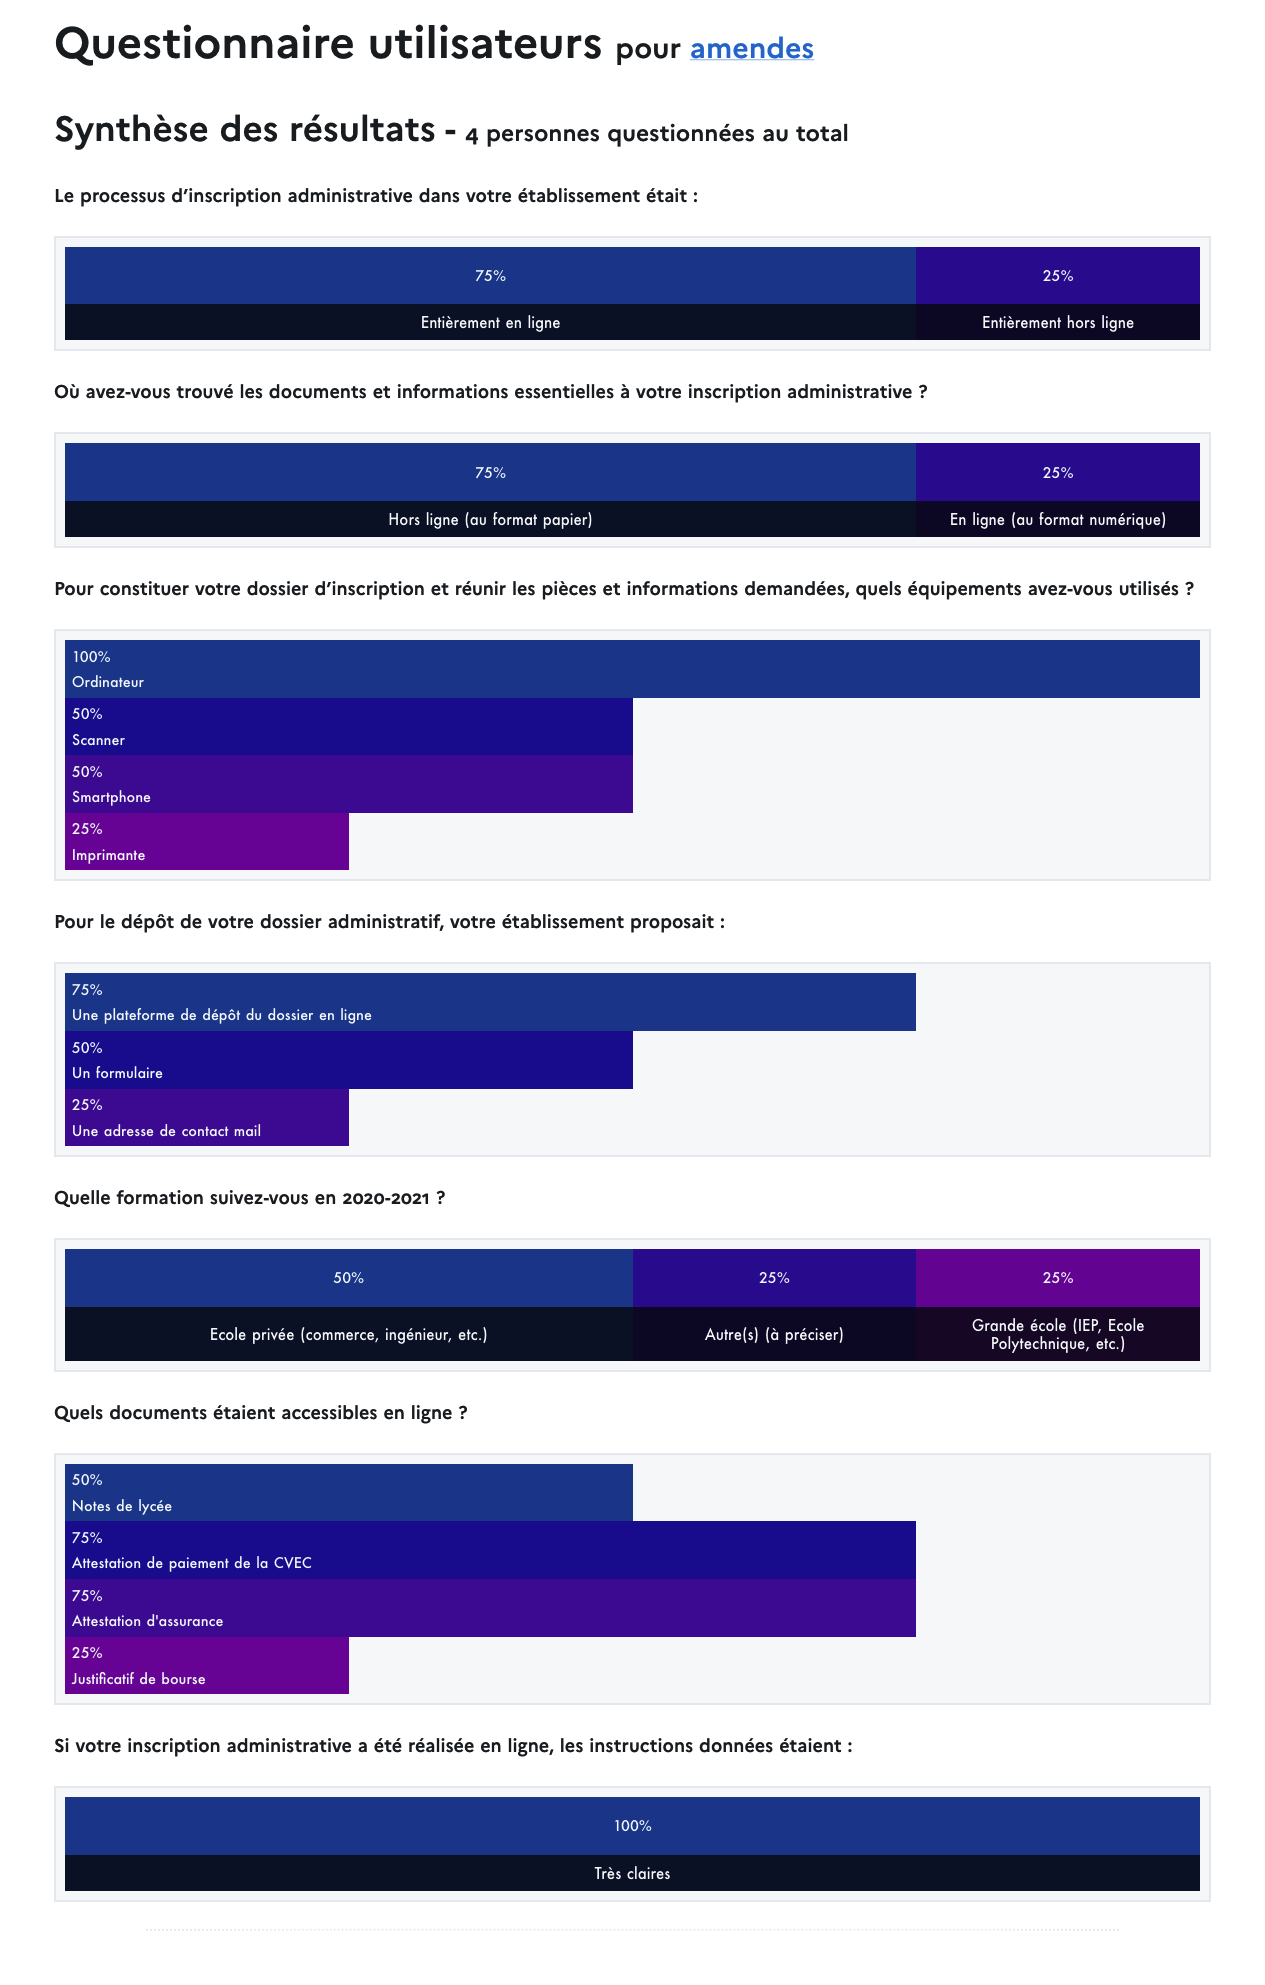 Questionnaire utilisateurs pour amendes
Synthèse des résultats - 4 personnes questionnées au total
Le processus d’inscription administrative dans votre établissement était :
75%
25%
Entièrement en ligne
Entièrement hors ligne
Où avez-vous trouvé les documents et informations essentielles à votre inscription administrative ?
75%
25%
Hors ligne (au format papier)
En ligne (au format numérique)
Pour constituer votre dossier d’inscription et réunir les pièces et informations demandées, quels équipements avez-vous utilisés ?
100%
Ordinateur
50%
Scanner
50%
Smartphone
25%
Imprimante
Pour le dépôt de votre dossier administratif, votre établissement proposait :
75%
Une plateforme de dépôt du dossier en ligne
50%
Un formulaire
25%
Une adresse de contact mail
Quelle formation suivez-vous en 2020-2021 ?
50%
25%
25%
Ecole privée (commerce, ingénieur, etc.)
Autre(s) (à préciser)
Grande école (IEP, Ecole
Polytechnique, etc.)
Quels documents étaient accessibles en ligne ?
50%
Notes de lycée
75%
Attestation de paiement de la CVEC
75%
Attestation d'assurance
25%
Justificatif de bourse
Si votre inscription administrative a été réalisée en ligne, les instructions données étaient :
100%
Très claires